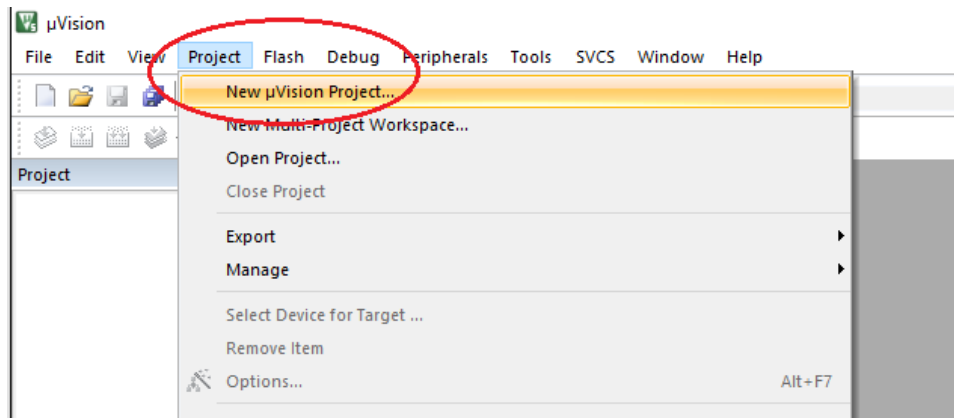 µVision
File Edit View Project Flash Debug Peripherals Tools SVCS Window Help
New µVision Project...
New Multi-Project Workspace...
Open Project...
Project
Close Project
Export
Manage
Select Device for Target ...
Remove Item
Options... Alt+F7